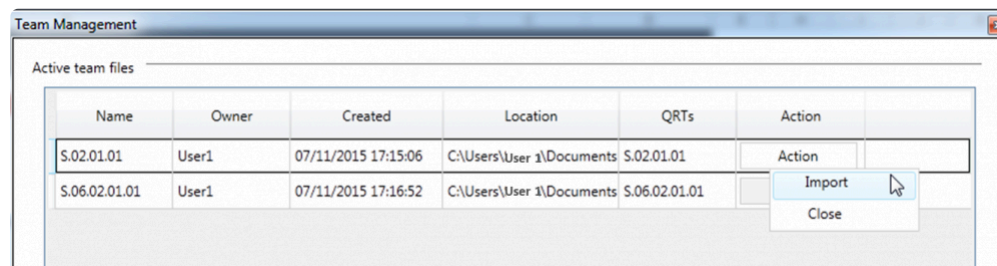 Team Management
Active team files
Name Owner Created Location QRTs Action
S.02.01.01 User1 07/11/2015 17:15:06 C:\Users\User 1\Documents S.02.01.01 Action
S.06.02.01.01 User1 07/11/2015 17:16:52 C:\Users\User 1\Documents S.06.02.01.01
Import
Close